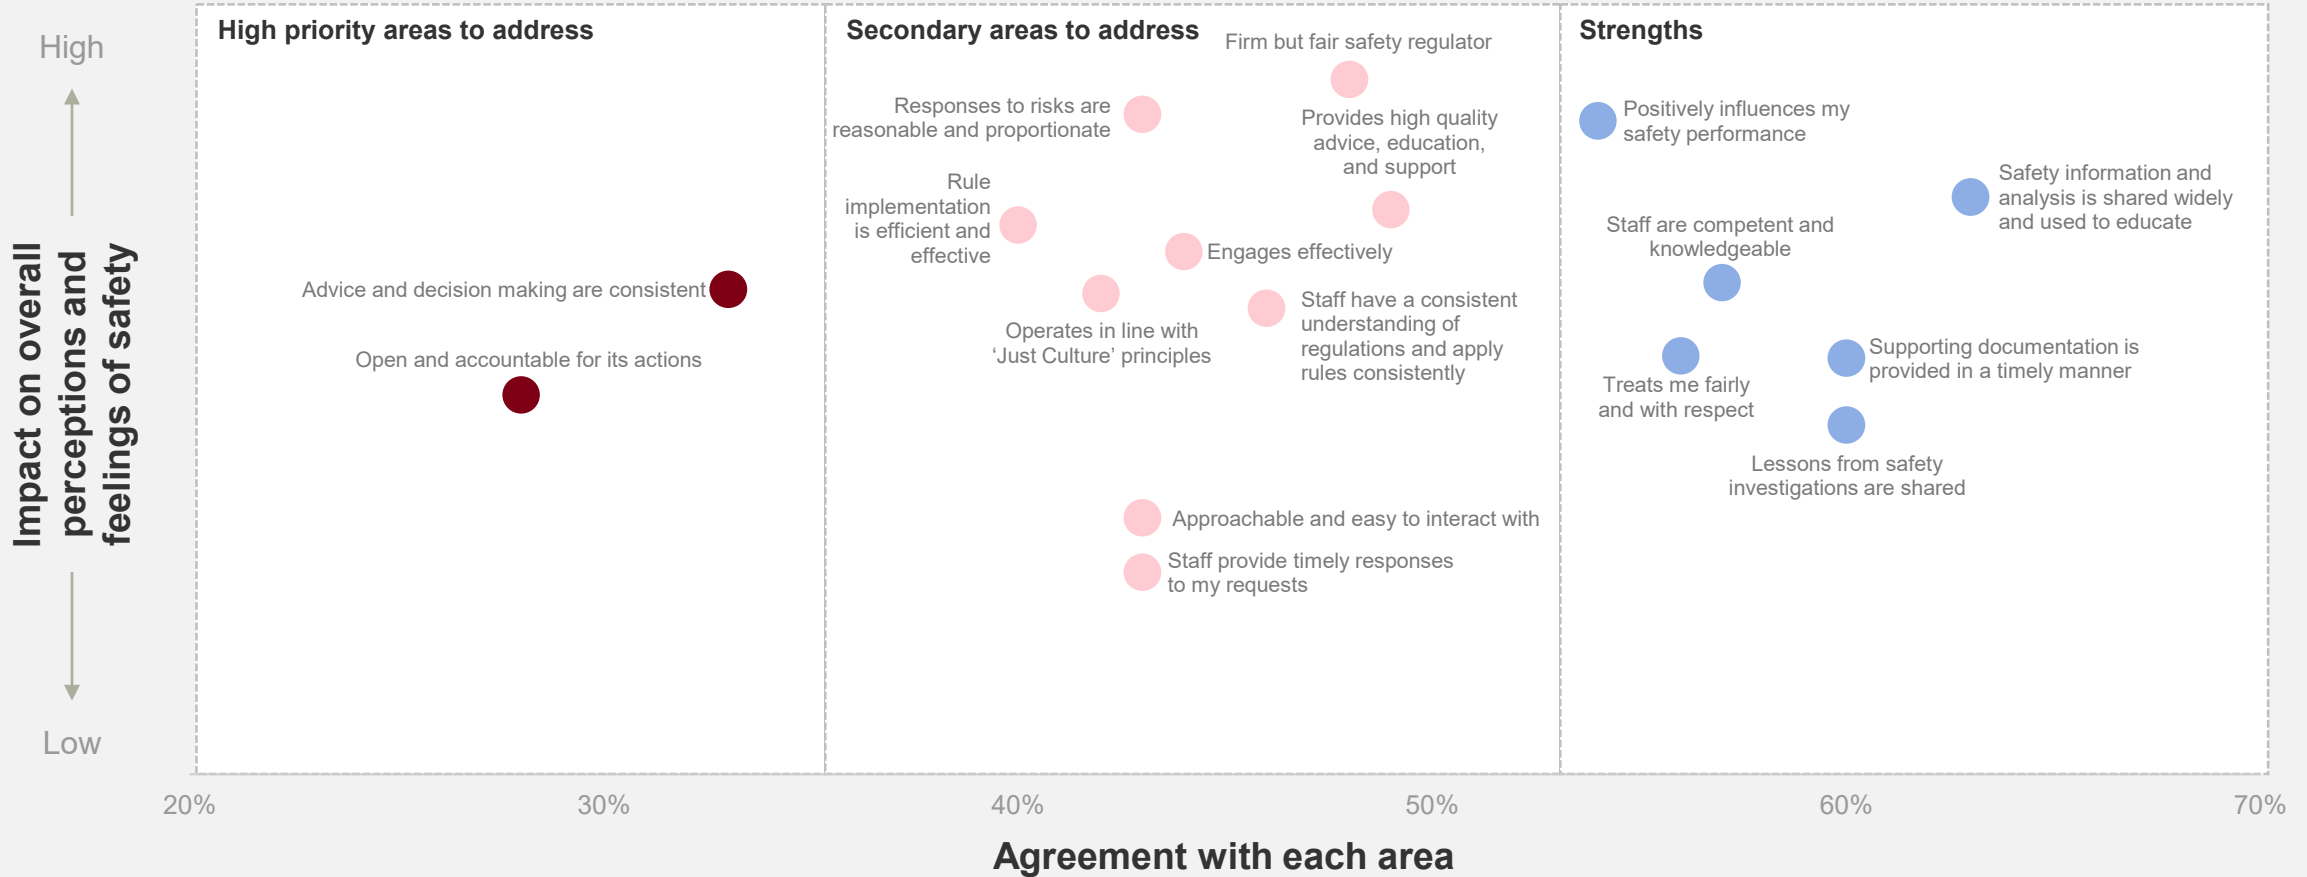 High
Impact on overall
perceptions and
feelings of safety
Low
High priority areas to address
Advice and decision making are consistent
Open and accountable for its actions
Secondary areas to address
Firm but fair safety regulator
Responses to risks are
reasonable and proportionate
Provides high quality
advice, education,
and support
Rule
implementation
is efficient and
effective
Engages effectively
Operates in line with
‘Just Culture’ principles
Staff have a consistent
understanding of
regulations and apply
rules consistently
Approachable and easy to interact with
Staff provide timely responses
to my requests
Strengths
Positively influences my
safety performance
Safety information and
analysis is shared widely
and used to educate
Staff are competent and
knowledgeable
Supporting documentation is
provided in a timely manner
Treats me fairly
and with respect
Lessons from safety
investigations are shared
20% 30% 40% 50% 60% 70%
Agreement with each area